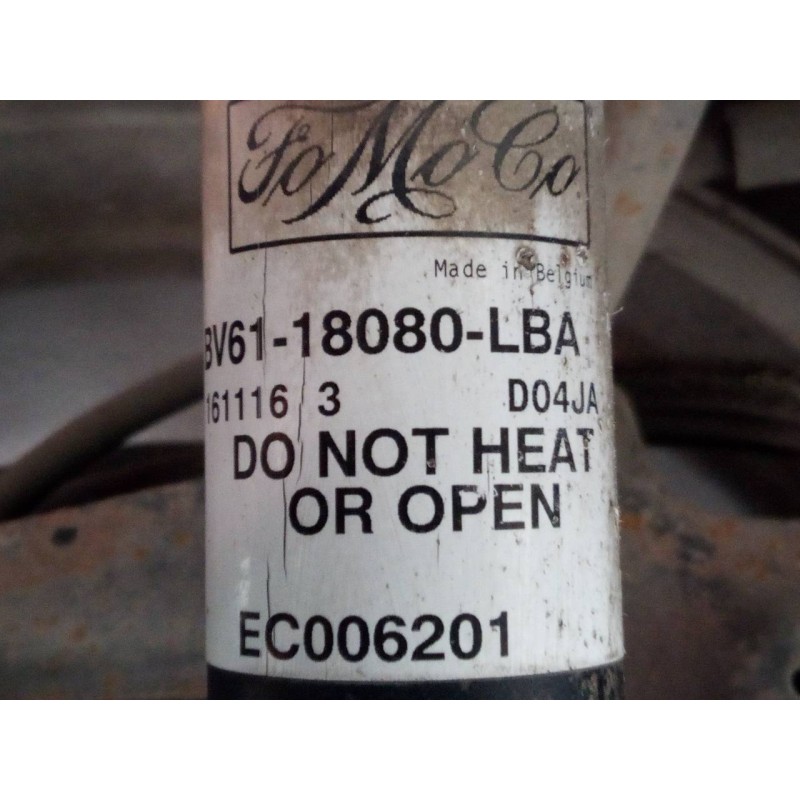 FoMoCo
Made in Belgium
BV61-18080-LBA
161116 3 D04JA
DO NOT HEAT
OR OPEN
EC006201